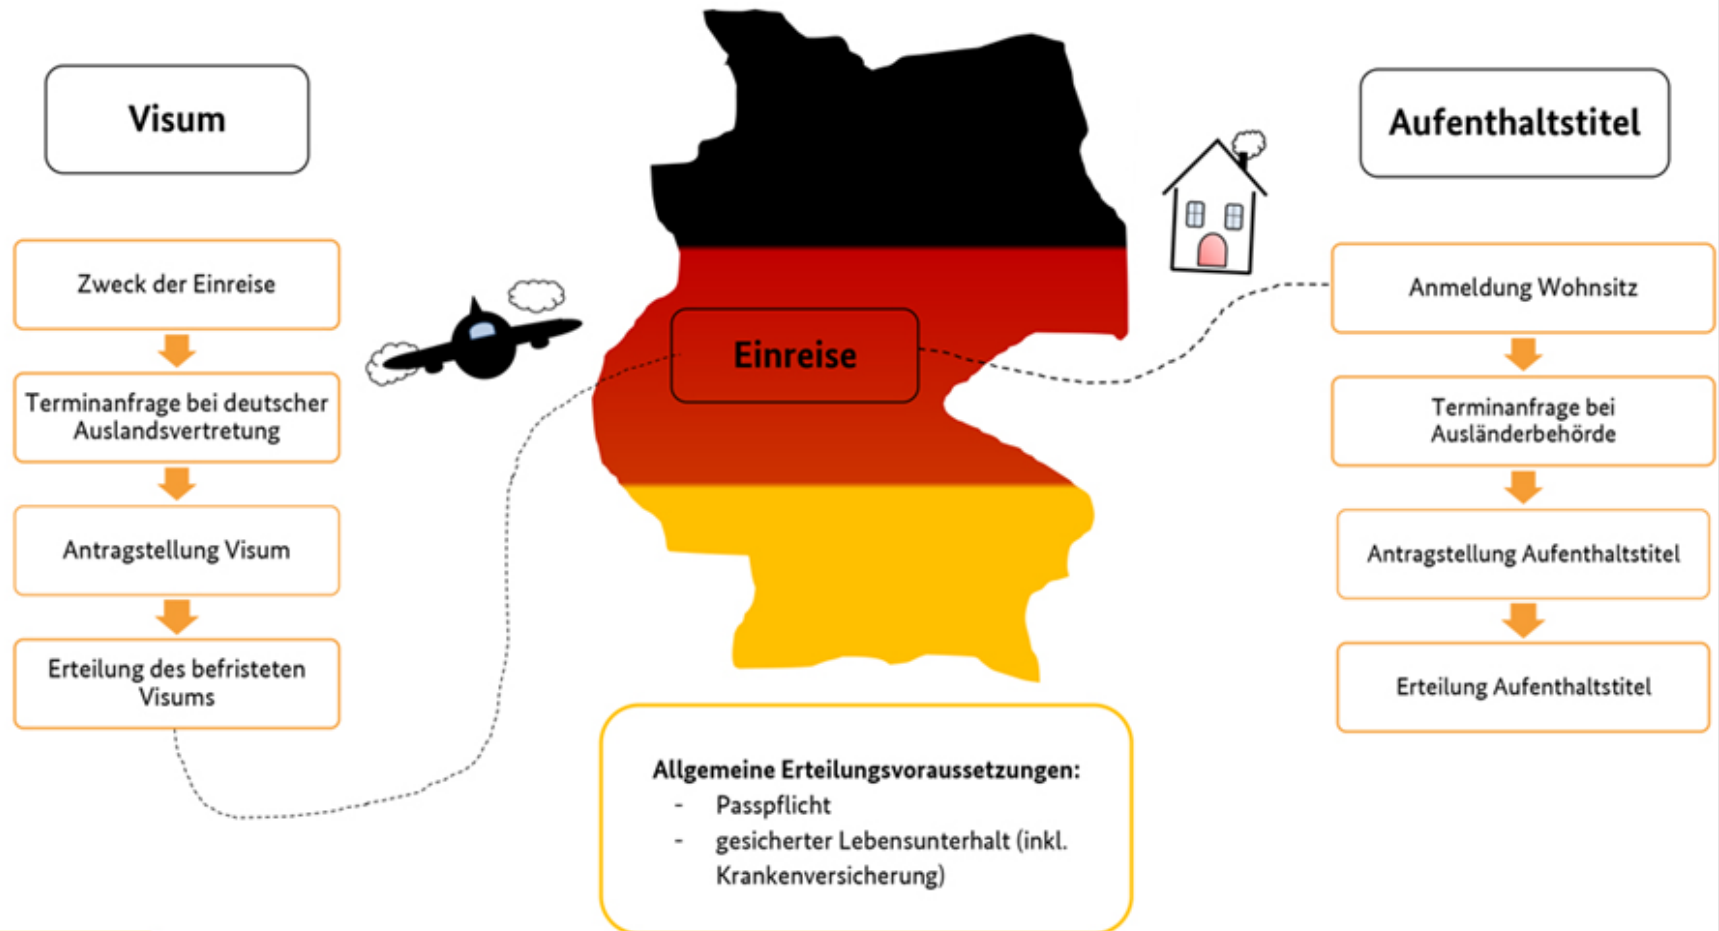 Visum
Zweck der Einreise
Terminanfrage bei deutscher
Auslandsvertretung
Antragstellung Visum
Erteilung des befristeten
Visums
Einreise
Aufenthaltstitel
Anmeldung Wohnsitz
Terminanfrage bei
Ausländerbehörde
Antragstellung Aufenthaltstitel
Erteilung Aufenthaltstitel
Allgemeine Erteilungsvoraussetzungen:
- Passpflicht
- gesicherter Lebensunterhalt (inkl.
Krankenversicherung)